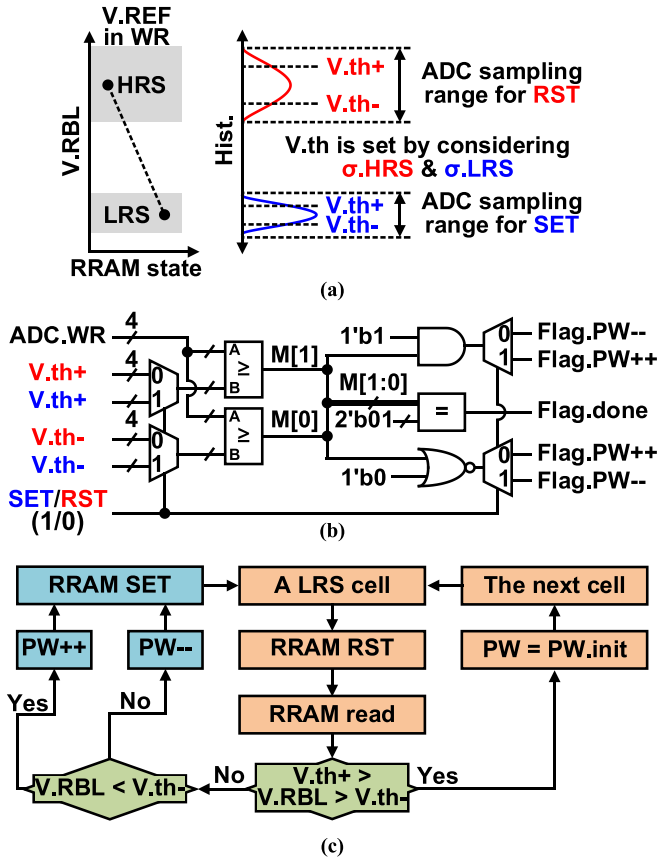 V.REF
in WR
HRS
LRS
V.RBL
RRAM state
Hist.
V.th+
V.th-
ADC sampling
range for RST
V.th is set by considering
σ.HRS & σ.LRS
V.th+
V.th-
ADC sampling
range for SET
(a)
ADC.WR
4
V.th+
4
V.th+
V.th-
4
V.th-
SET/RST
(1/0)
0
1
0
1
A
≥
B
A
≥
B
M[1]
M[0]
1'b1
M[1:0]
2'b01
=
1'b0
0
1
0
1
Flag.PW--
Flag.PW++
Flag.done
Flag.PW++
Flag.PW--
(b)
RRAM SET
A LRS cell
The next cell
PW++
PW--
RRAM RST
PW = PW.init
Yes
No
RRAM read
V.RBL < V.th-
No
V.th+ >
V.RBL > V.th-
Yes
(c)